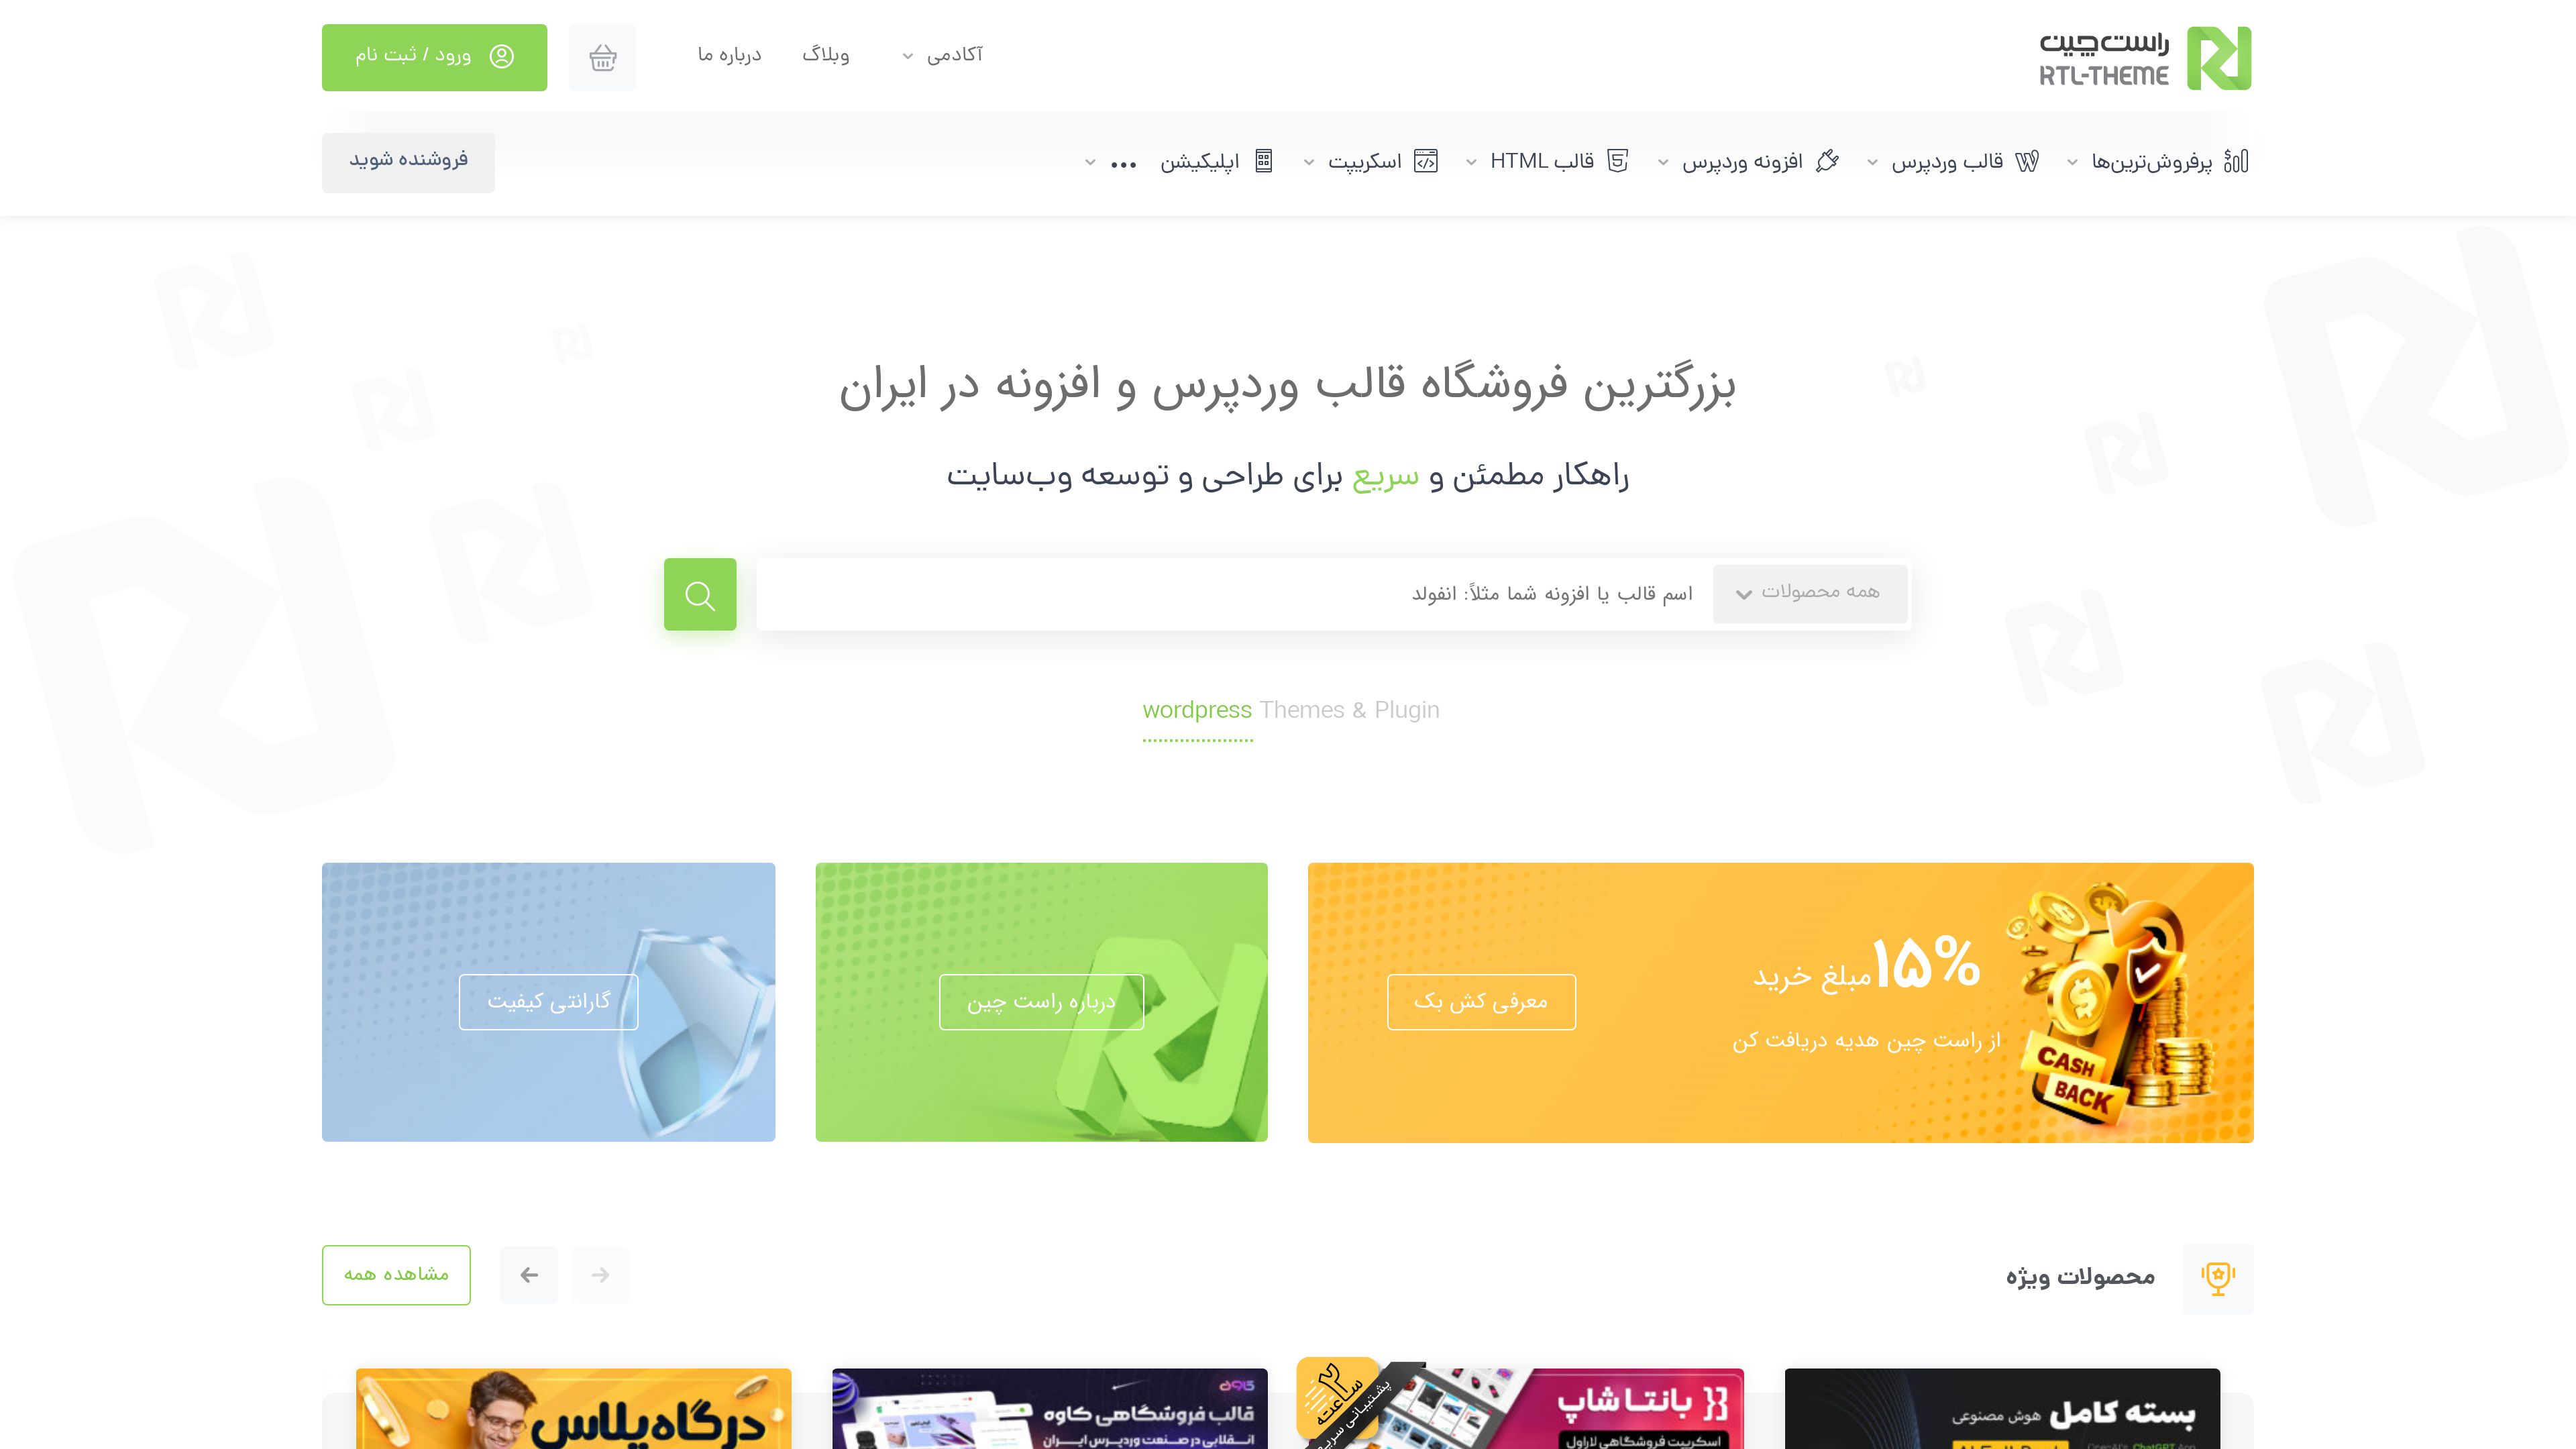 راست‌چین
RTL-THEME
آکادمی
وبلاگ
درباره ما
ورود / ثبت نام
پرفروش‌ترین‌ها
قالب وردپرس
افزونه وردپرس
قالب HTML
اسکریپت
اپلیکیشن
فروشنده شوید
بزرگترین فروشگاه قالب وردپرس و افزونه در ایران
راهکار مطمئن و سریع برای طراحی و توسعه وب‌سایت
همه محصولات
اسم قالب یا افزونه شما مثلاً: انفولد
wordpress Themes & Plugin
۱۵% مبلغ خرید
از راست چین هدیه دریافت کن
معرفی کش بک
CASH
BACK
درباره راست چین
گارانتی کیفیت
محصولات ویژه
مشاهده همه
بسته کامل هوش مصنوعی
بانتا شاپ
اسکریپت فروشگاهی لاراول
۲ ساعته
پشتیبانی سریع
کاوه
قالب فروشگاهی کاوه
انقلابی در صنعت وردپرس ایران
درگاه پلاس